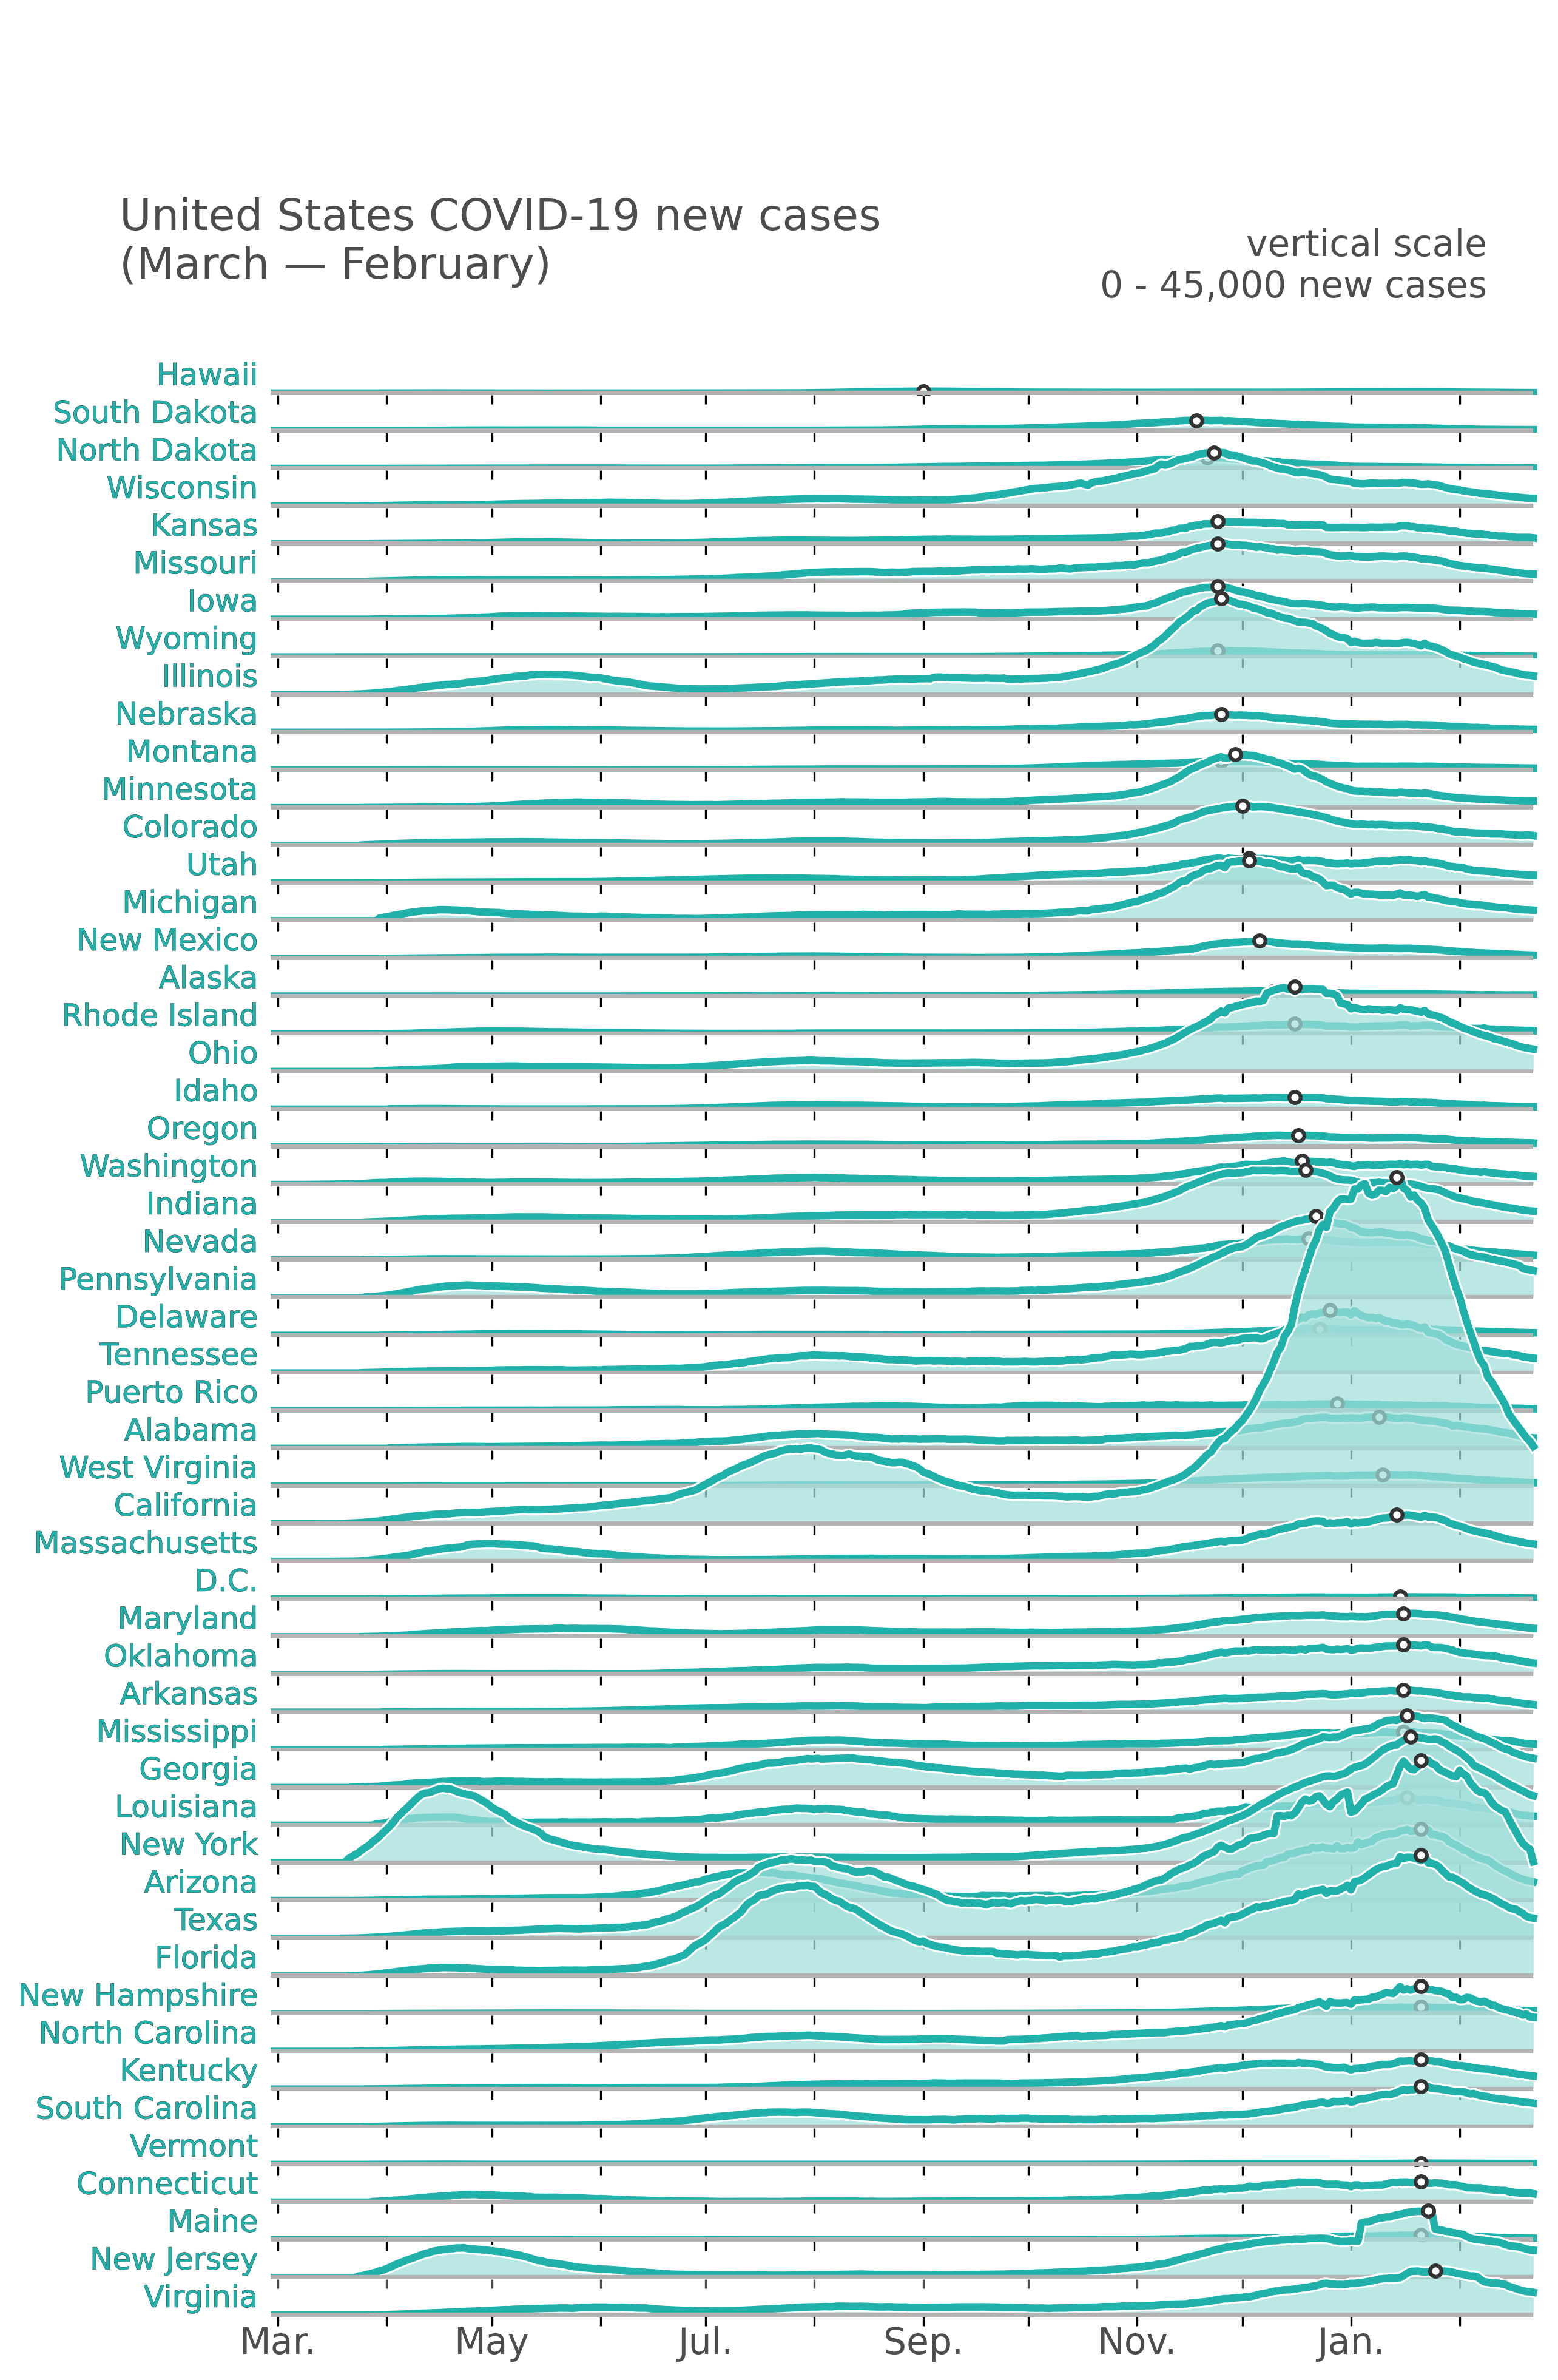 United States COVID-19 new cases
(March — February)
vertical scale
0 - 45,000 new cases
Hawaii
South Dakota
North Dakota
Wisconsin
Kansas
Missouri
Iowa
Wyoming
Illinois
Nebraska
Montana
Minnesota
Colorado
Utah
Michigan
New Mexico
Alaska
Rhode Island
Ohio
Idaho
Oregon
Washington
Indiana
Nevada
Pennsylvania
Delaware
Tennessee
Puerto Rico
Alabama
West Virginia
California
Massachusetts
D.C.
Maryland
Oklahoma
Arkansas
Mississippi
Georgia
Louisiana
New York
Arizona
Texas
Florida
New Hampshire
North Carolina
Kentucky
South Carolina
Vermont
Connecticut
Maine
New Jersey
Virginia
Mar. May Jul. Sep. Nov. Jan.